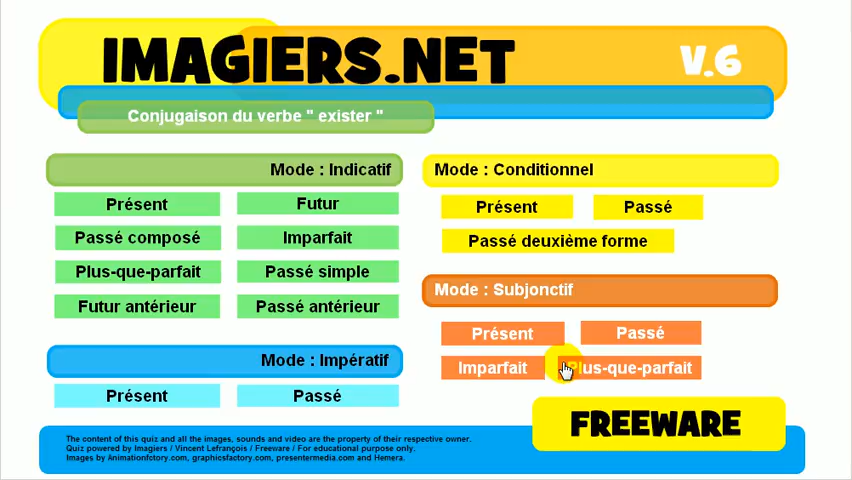 IMAGIERS.NET
V.6
Conjugaison du verbe " exister "
Mode : Indicatif
Présent
Futur
Passé composé
Imparfait
Plus-que-parfait
Passé simple
Futur antérieur
Passé antérieur
Mode : Impératif
Présent
Passé
Mode : Conditionnel
Présent
Passé
Passé deuxième forme
Mode : Subjonctif
Présent
Passé
Imparfait
Plus-que-parfait
FREEWARE
The content of this quiz and all the images, sounds and video are the property of their respective owner.
Quiz powered by Imagiers / Vincent Lefrançois / Freeware / For educational purpose only.
Images by Animationfctory.com, graphicsfactory.com, presentermedia.com and Hemera.